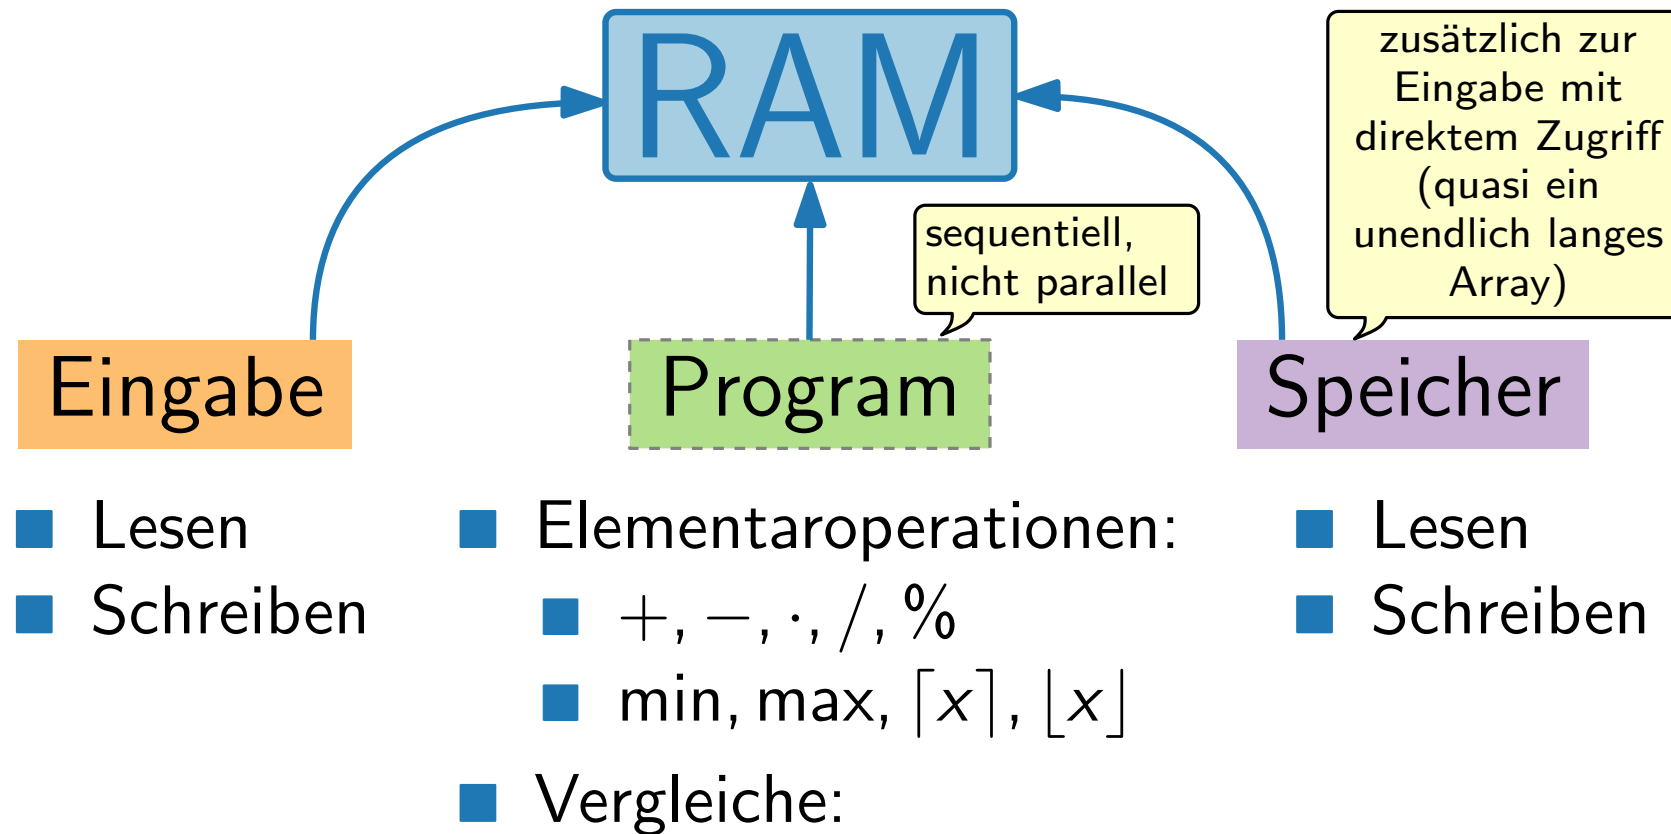 RAM
zusätzlich zur
Eingabe mit
direktem Zugriff
(quasi ein
unendlich langes
Array)
sequentiell,
nicht parallel
Eingabe
Program
Speicher
Lesen
Schreiben
Elementaroperationen:
+, −, ·, /, %
min, max, ⌈x⌉, ⌊x⌋
Vergleiche:
Lesen
Schreiben